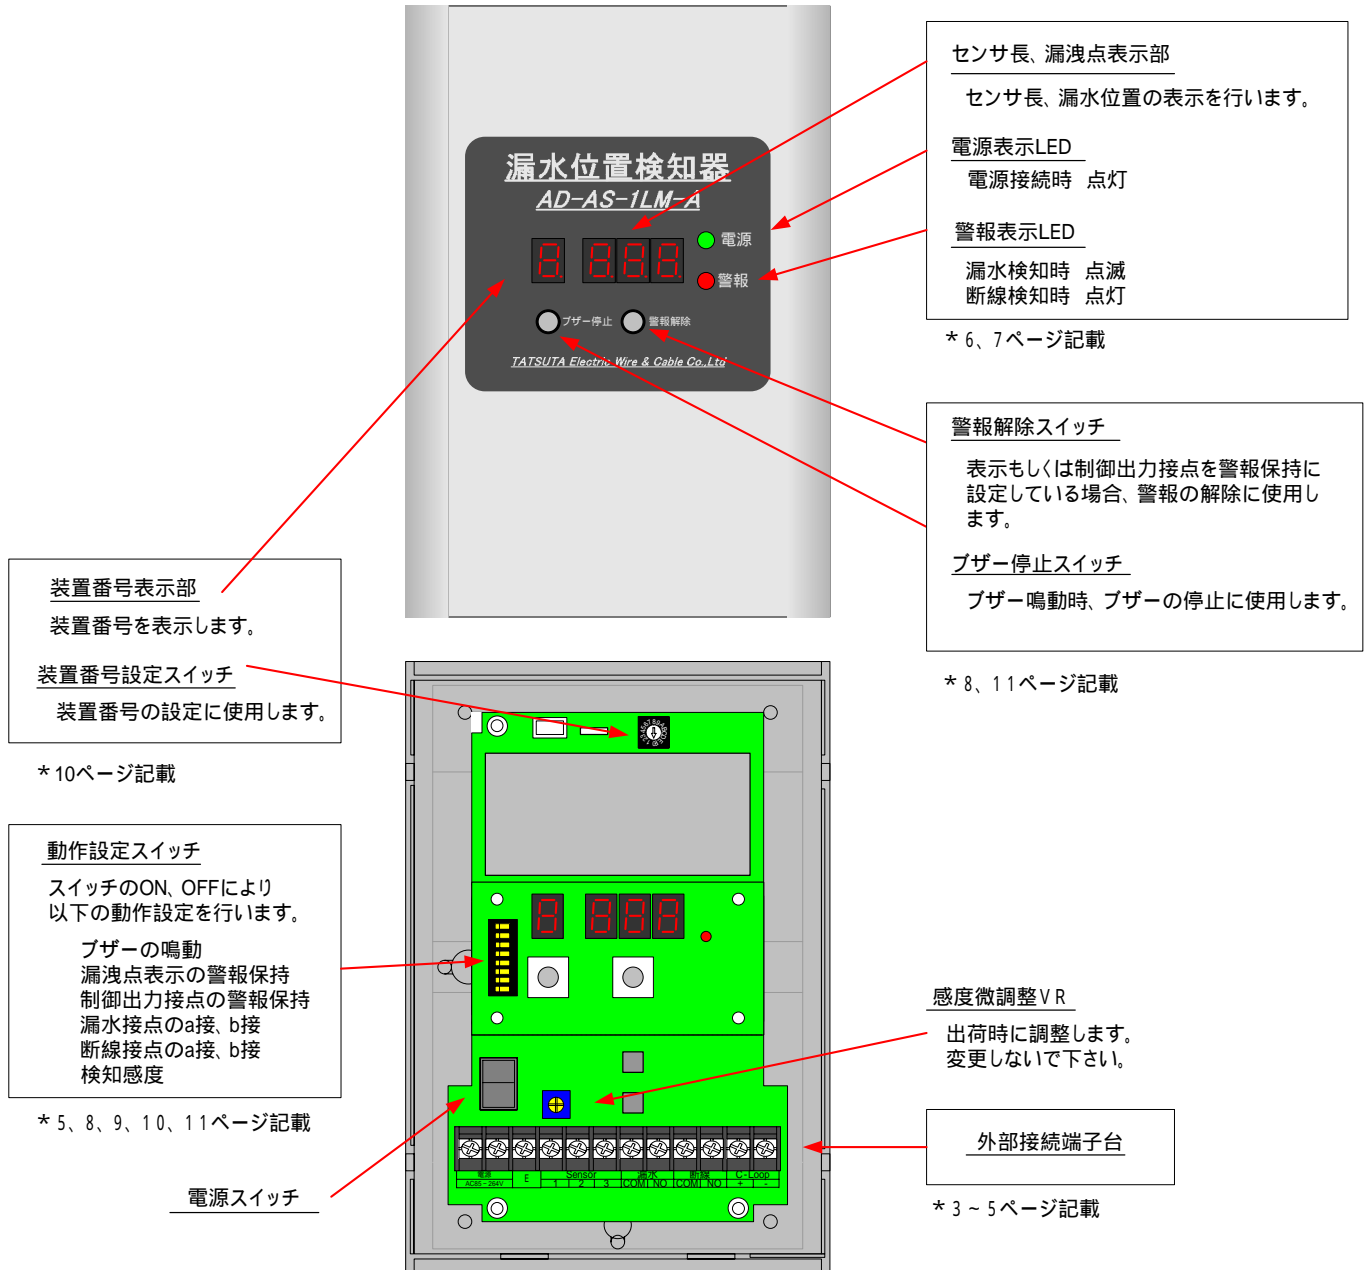 漏水位置検知器
AD-AS-1LM-A
電源
警報
ブザー停止
警報解除
TATSUTA Electric Wire & Cable Co.,Ltd
センサ長、漏洩点表示部
センサ長、漏水位置の表示を行います。
電源表示LED
電源接続時 点灯
警報表示LED
漏水検知時 点滅
断線検知時 点灯
* 6、7ページ記載
警報解除スイッチ
表示もしくは制御出力接点を警報保持に
設定している場合、警報の解除に使用し
ます。
ブザー停止スイッチ
ブザー鳴動時、ブザーの停止に使用します。
* 8、11ページ記載
装置番号表示部
装置番号を表示します。
装置番号設定スイッチ
装置番号の設定に使用します。
* 10ページ記載
動作設定スイッチ
スイッチのON、OFFにより
以下の動作設定を行います。
ブザーの鳴動
漏洩点表示の警報保持
制御出力接点の警報保持
漏水接点のa接、b接
断線接点のa接、b接
検知感度
* 5、8、9、10、11ページ記載
電源スイッチ
感度微調整VR
出荷時に調整します。
変更しないで下さい。
外部接続端子台
* 3~5ページ記載
電源 E Sensor 漏水 断線 C-Loop
AC85~264V 1 2 3 COM NO COM NO + -